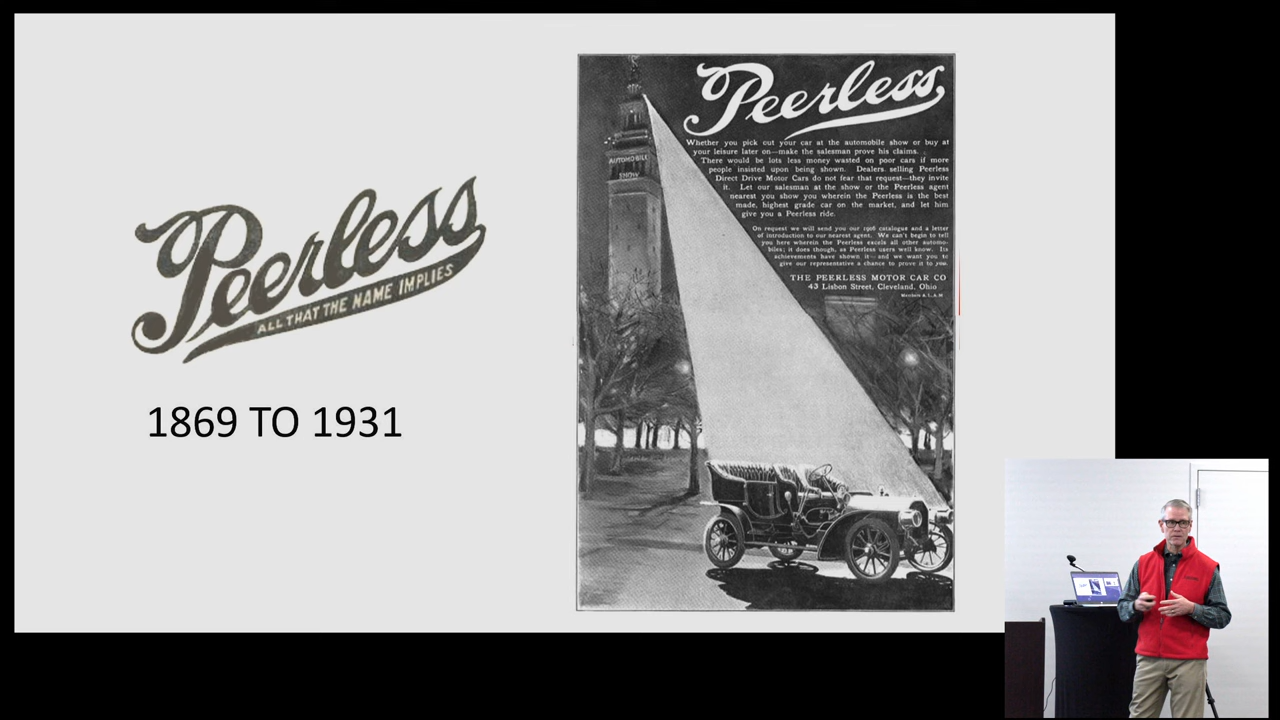 Peerless
ALL THAT THE NAME IMPLIES
1869 TO 1931
Peerless
AUTOMOBILE
SHOW
Whether you pick out your car at the automobile show or buy at
your leisure later on—make the salesman prove his claims.
There would be lots less money wasted on poor cars if more
people insisted upon being shown. Dealers selling Peerless
Direct Drive Motor Cars do not fear that request—they invite
it. Let our salesman at the show or the Peerless agent
nearest you show you wherein the Peerless is the best
made, highest grade car on the market, and let him
give you a Peerless ride.
On request we will send you our 1906 catalogue and a letter
of introduction to our nearest agent. We can't begin to tell
you here wherein the Peerless excels all other automo-
biles; it does though, as Peerless users well know. Its
achievements have shown it—and we want you to
give our representative a chance to prove it to you.
THE PEERLESS MOTOR CAR CO
43 Lisbon Street, Cleveland, Ohio
Members A. L. A. M